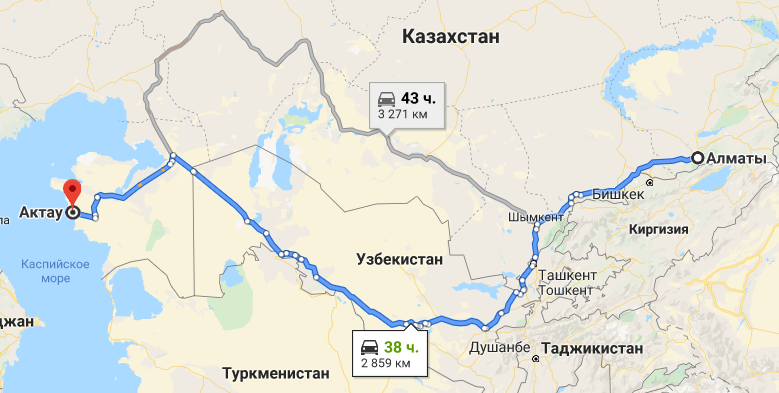 Казахстан
43 ч.
3 271 км
Алматы
Бишкек
Актау
Шымкент
Киргизия
Каспийское
море
Узбекистан
Ташкент
Тошкент
джан
38 ч.
2 859 км
Душанбе
Таджикистан
Туркменистан